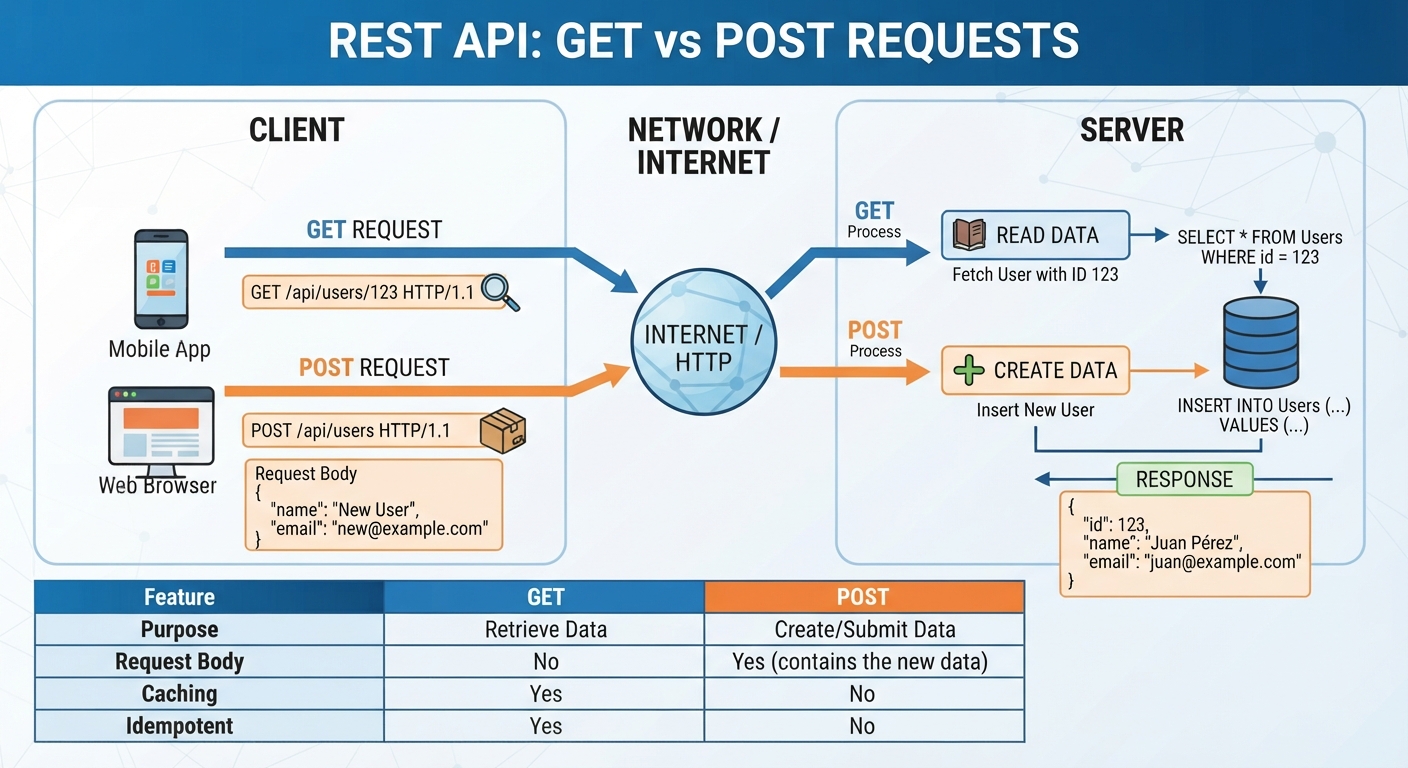 REST API: GET vs POST REQUESTS
CLIENT
NETWORK /
INTERNET
SERVER
GET REQUEST
GET /api/users/123 HTTP/1.1
Mobile App
POST REQUEST
POST /api/users HTTP/1.1
Web Browser
Request Body
{
"name": "New User",
"email": "new@example.com"
}
INTERNET /
HTTP
GET
Process
READ DATA
Fetch User with ID 123
SELECT * FROM Users
WHERE id = 123
POST
Process
CREATE DATA
Insert New User
INSERT INTO Users (...)
VALUES (...)
RESPONSE
{
"id": 123,
"name": "Juan Pérez",
"email": "juan@example.com"
}
Feature GET POST
Purpose Retrieve Data Create/Submit Data
Request Body No Yes (contains the new data)
Caching Yes No
Idempotent Yes No